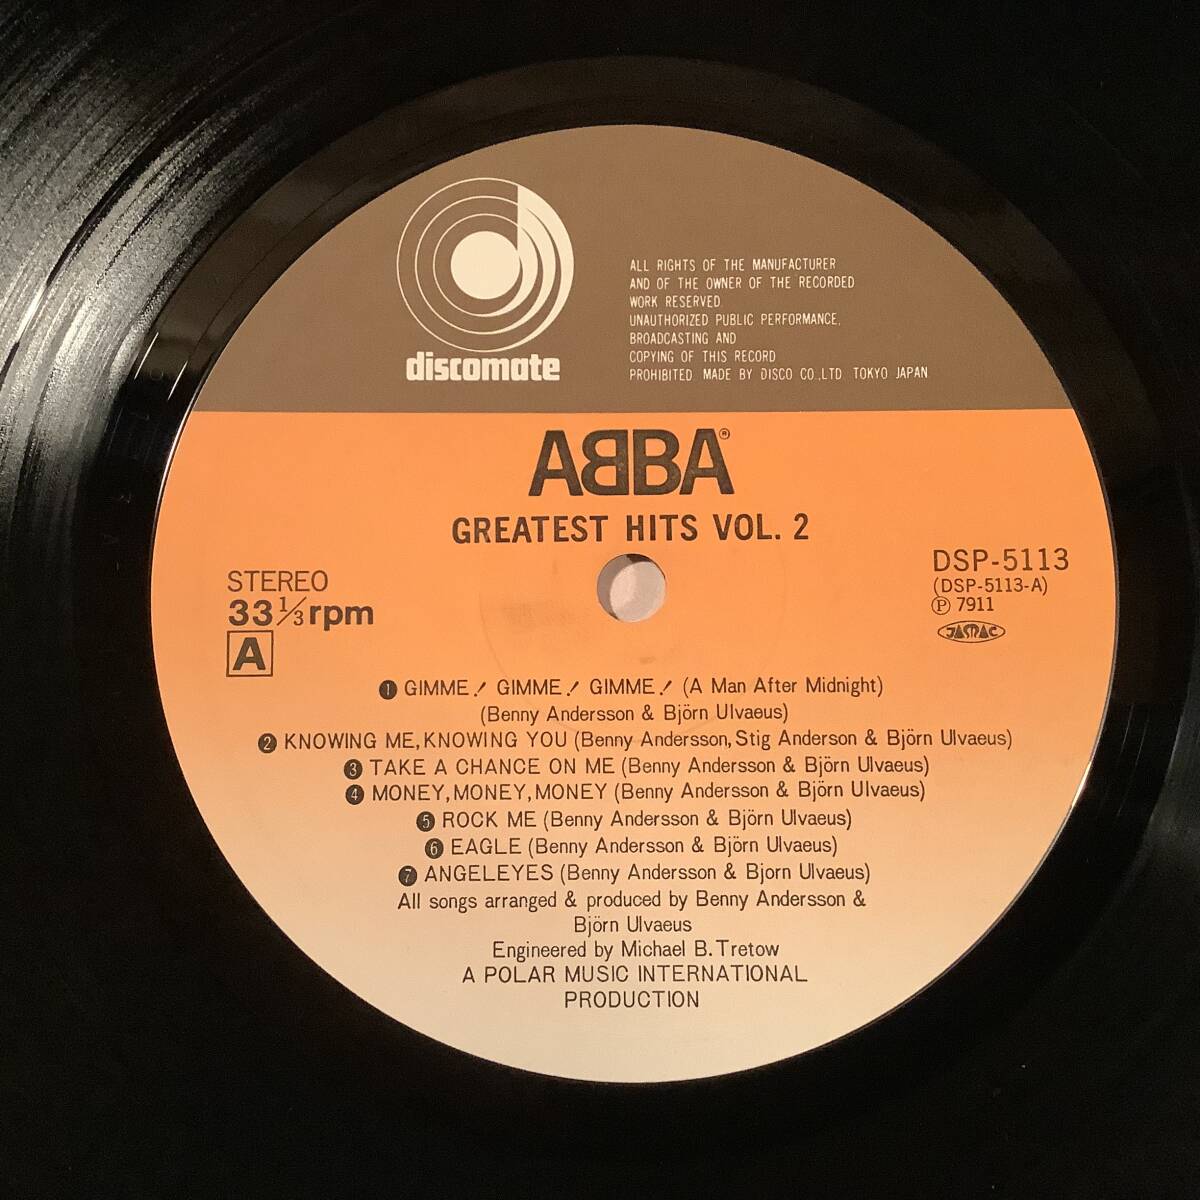 discomate
ALL RIGHTS OF THE MANUFACTURER
AND OF THE OWNER OF THE RECORDED
WORK RESERVED.
UNAUTHORIZED PUBLIC PERFORMANCE,
BROADCASTING AND
COPYING OF THIS RECORD
PROHIBITED. MADE BY DISCO CO.,LTD. TOKYO JAPAN
ABBA®
GREATEST HITS VOL. 2
STEREO
33 1/3 rpm
A
DSP-5113
(DSP-5113-A)
Ⓟ 7911
JASRAC
❶ GIMME! GIMME! GIMME! (A Man After Midnight)
(Benny Andersson & Björn Ulvaeus)
❷ KNOWING ME, KNOWING YOU (Benny Andersson, Stig Anderson & Björn Ulvaeus)
❸ TAKE A CHANCE ON ME (Benny Andersson & Björn Ulvaeus)
❹ MONEY, MONEY, MONEY (Benny Andersson & Björn Ulvaeus)
❺ ROCK ME (Benny Andersson & Björn Ulvaeus)
❻ EAGLE (Benny Andersson & Björn Ulvaeus)
❼ ANGELEYES (Benny Andersson & Bjorn Ulvaeus)
All songs arranged & produced by Benny Andersson &
Björn Ulvaeus
Engineered by Michael B. Tretow
A POLAR MUSIC INTERNATIONAL
PRODUCTION